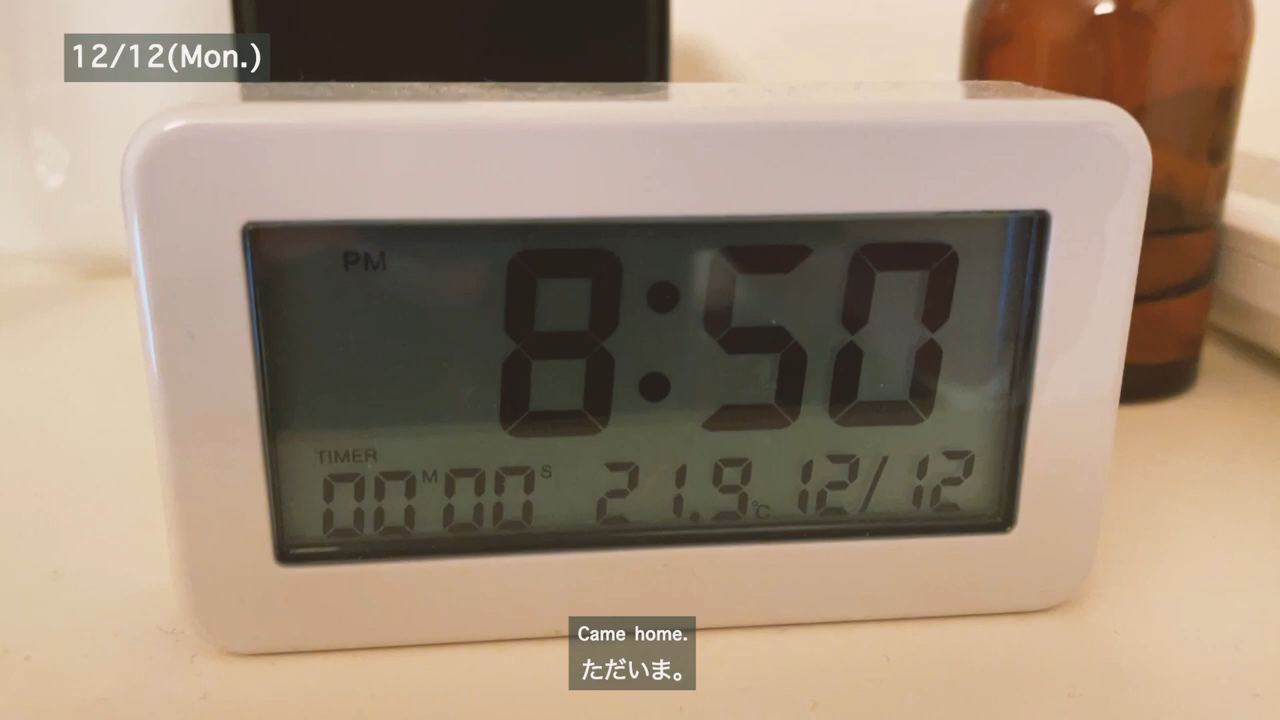 12/12(Mon.)
PM
8:50
TIMER
00M00S 21.9°C 12/12
Came home.
ただいま。